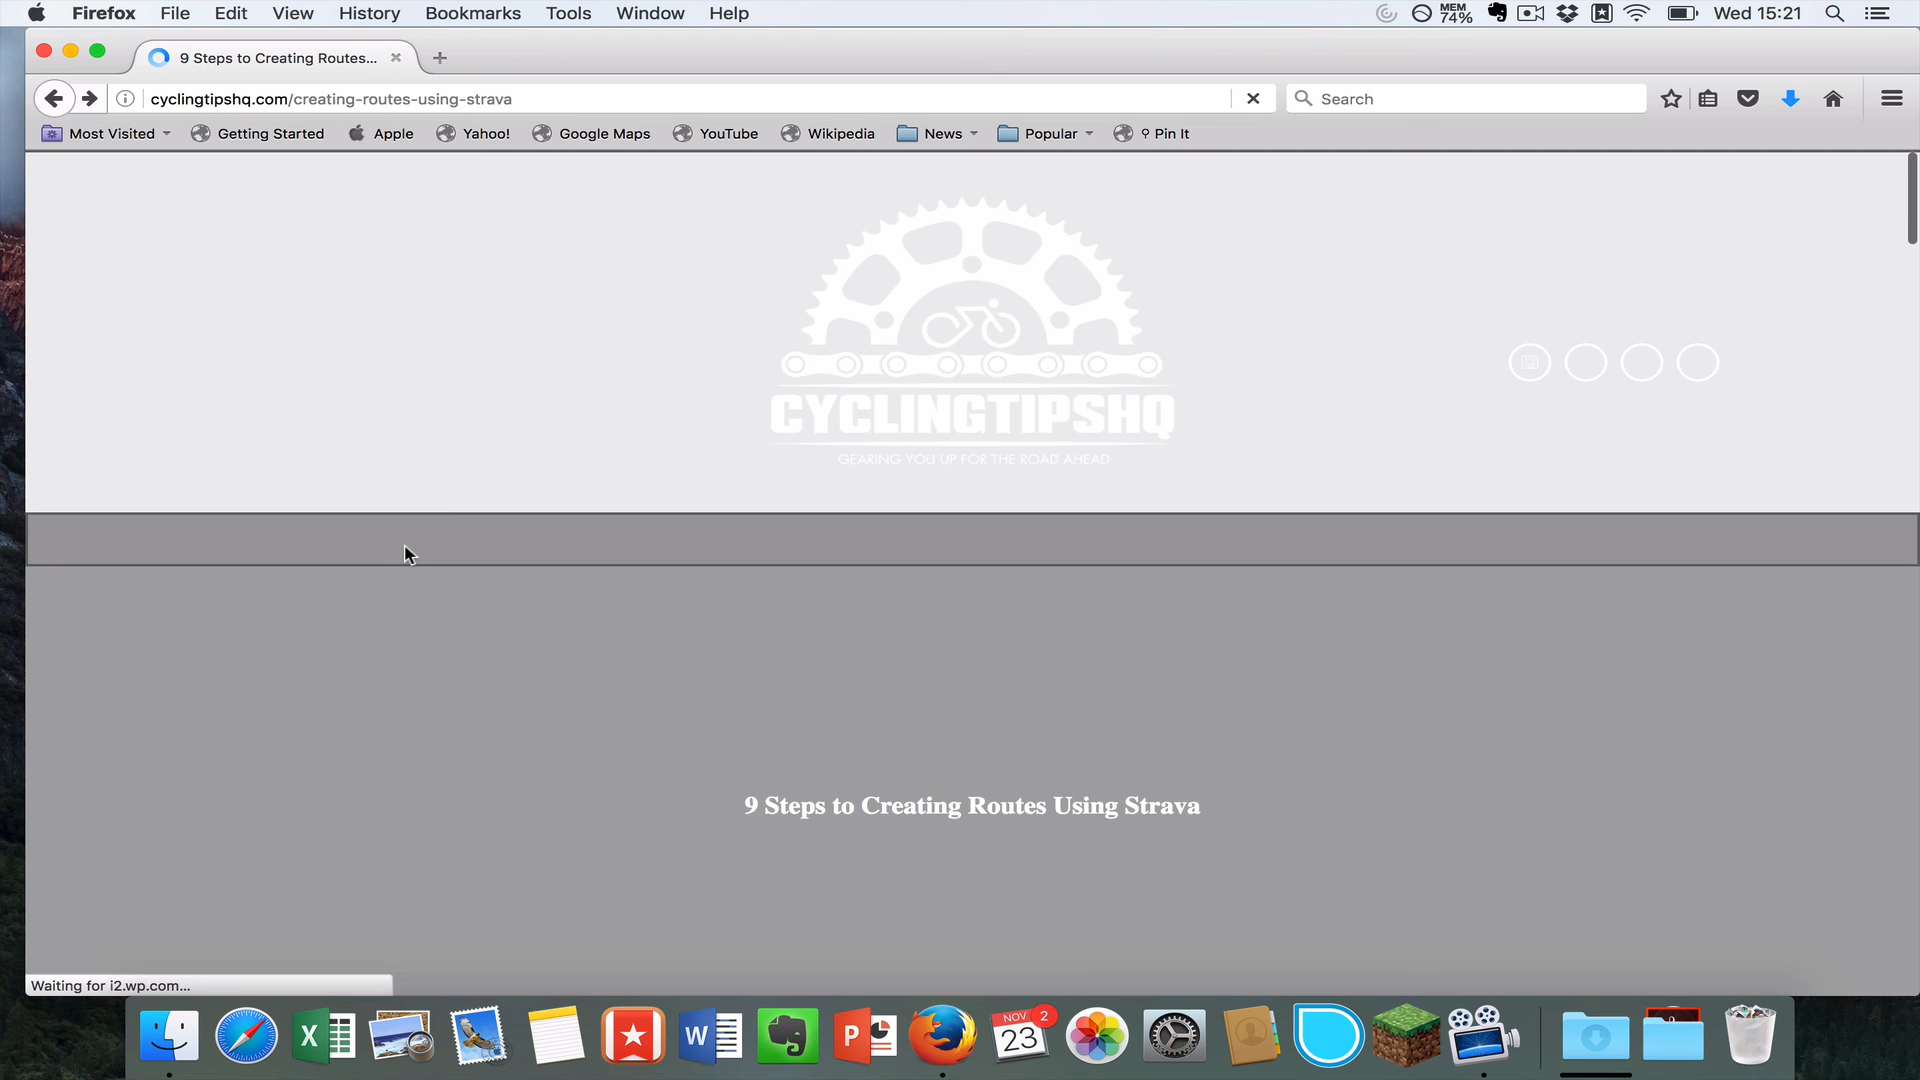 Firefox File Edit View History Bookmarks Tools Window Help MEM 74% Wed 15:21
9 Steps to Creating Routes...
cyclingtipshq.com/creating-routes-using-strava Search
Most Visited Getting Started Apple Yahoo! Google Maps YouTube Wikipedia News Popular Pin It
CYCLINGTIPSHQ
GEARING YOU UP FOR THE ROAD AHEAD
9 Steps to Creating Routes Using Strava
Waiting for i2.wp.com...
X W P NOV 23 2